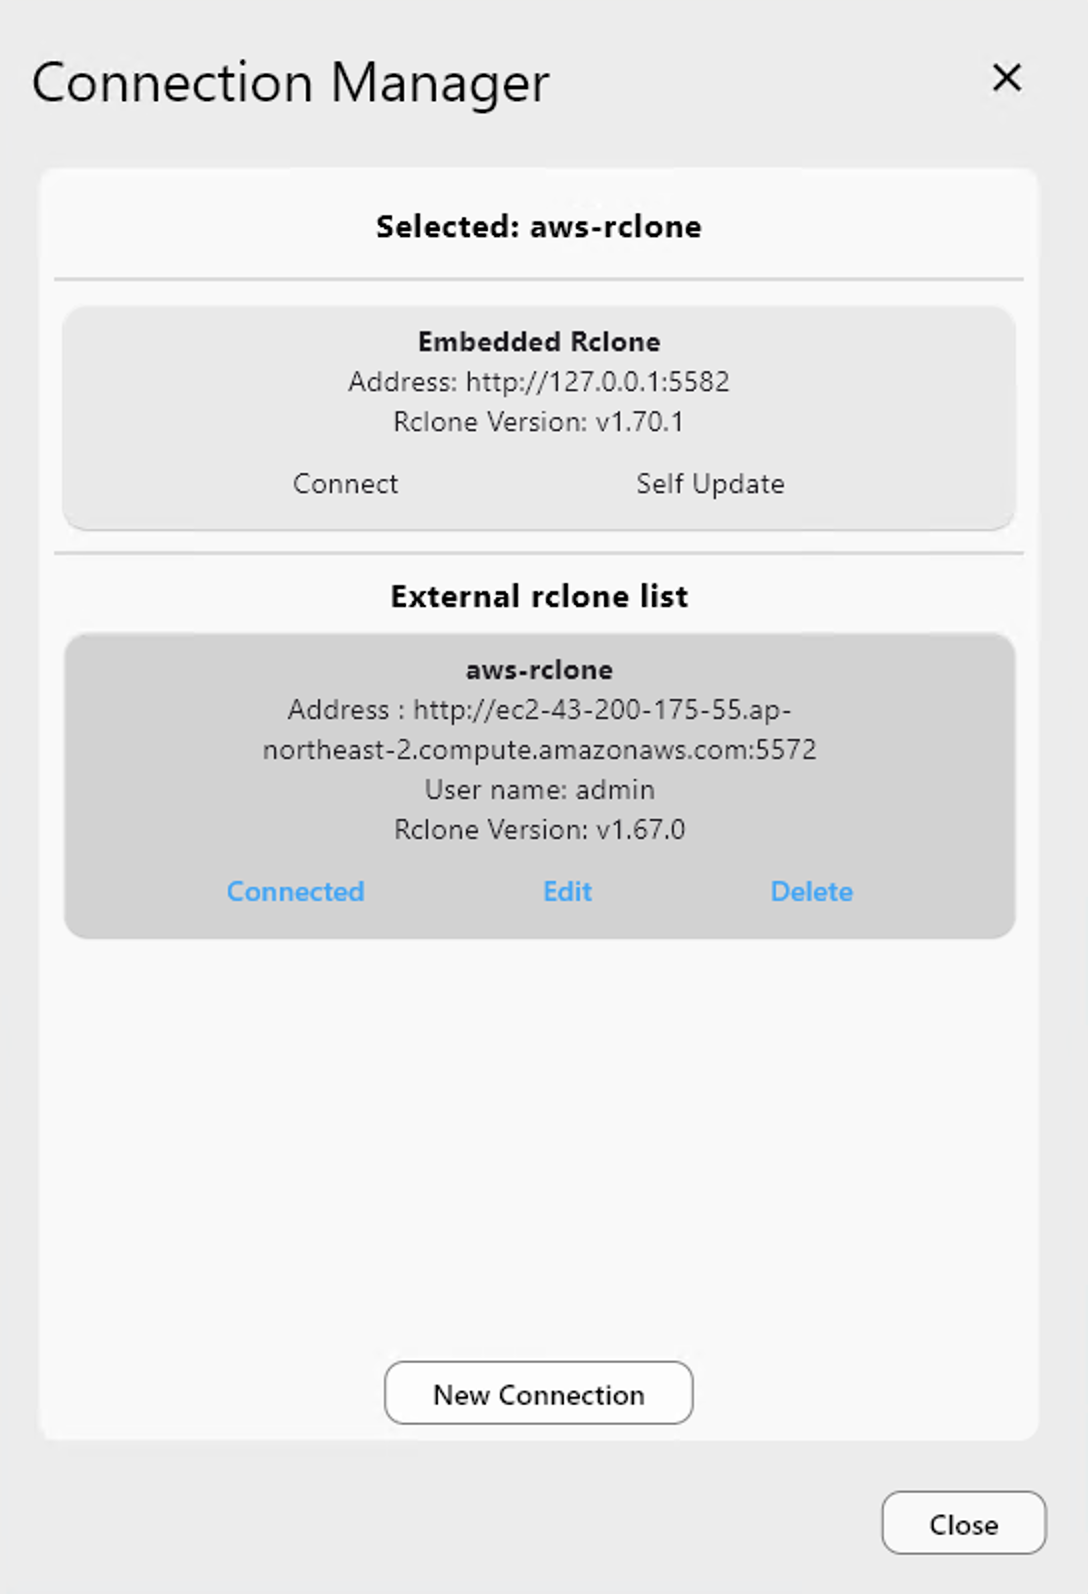 Connection Manager
Selected: aws-rclone
Embedded Rclone
Address: http://127.0.0.1:5582
Rclone Version: v1.70.1
Connect Self Update
External rclone list
aws-rclone
Address : http://ec2-43-200-175-55.ap-
northeast-2.compute.amazonaws.com:5572
User name: admin
Rclone Version: v1.67.0
Connected Edit Delete
New Connection
Close